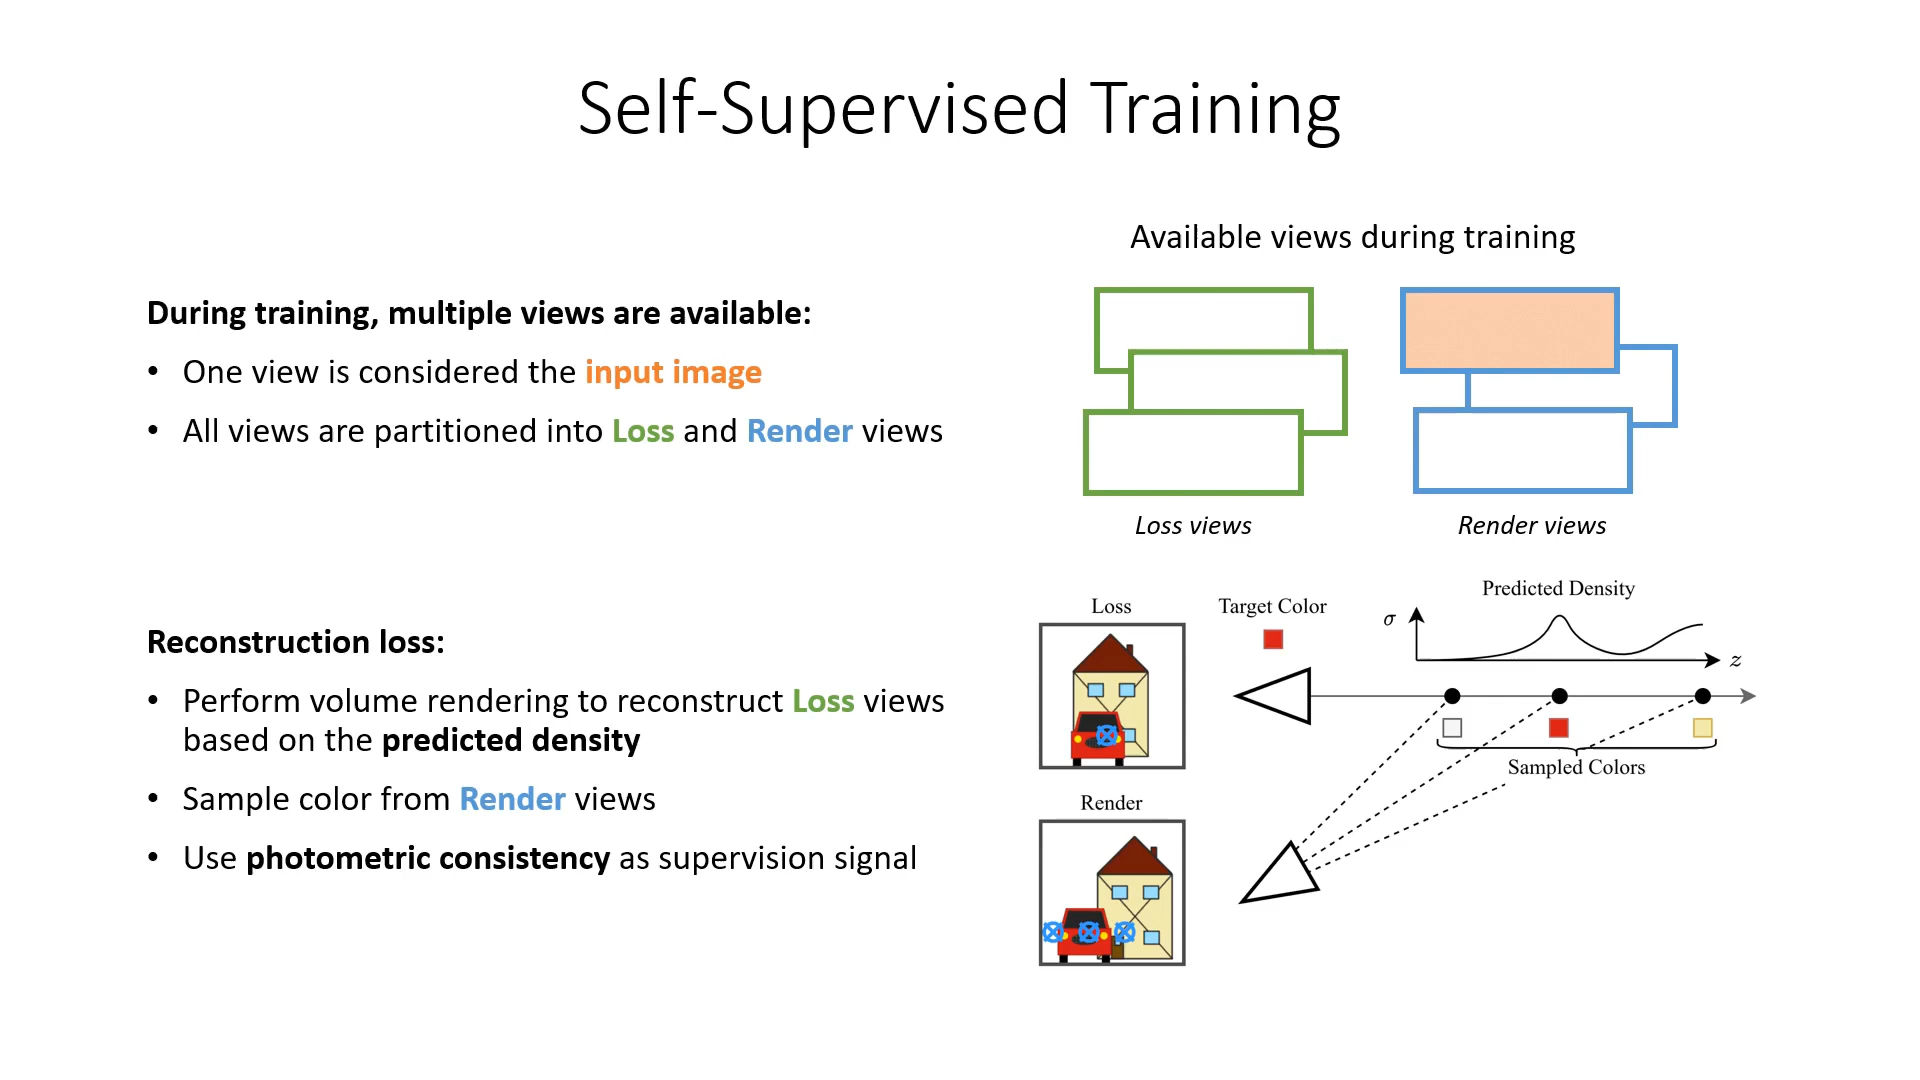 Self-Supervised Training
During training, multiple views are available:
• One view is considered the input image
• All views are partitioned into Loss and Render views
Reconstruction loss:
• Perform volume rendering to reconstruct Loss views
based on the predicted density
• Sample color from Render views
• Use photometric consistency as supervision signal
Available views during training
Loss views
Render views
Loss
Target Color
Predicted Density
σ
z
Sampled Colors
Render